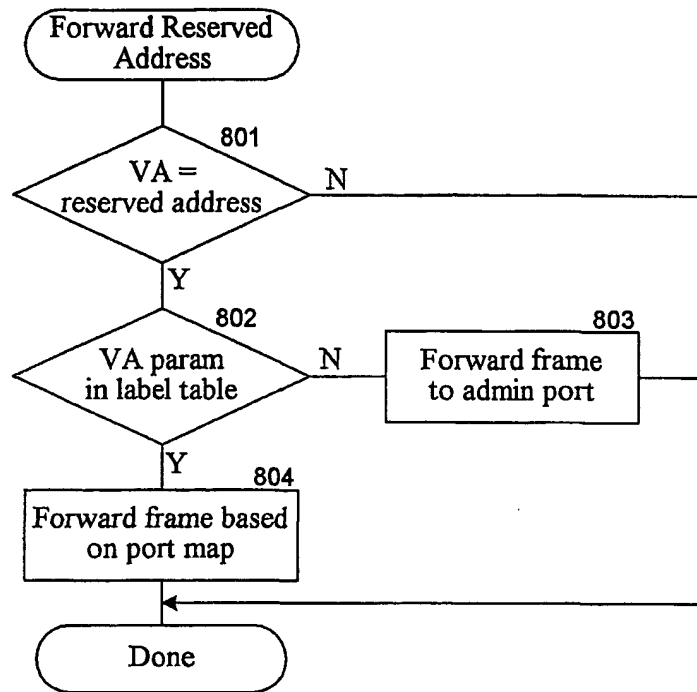 Forward Reserved
Address
801
VA =
reserved address
N
Y
802
VA param
in label table
N
803
Forward frame
to admin port
Y
804
Forward frame based
on port map
Done